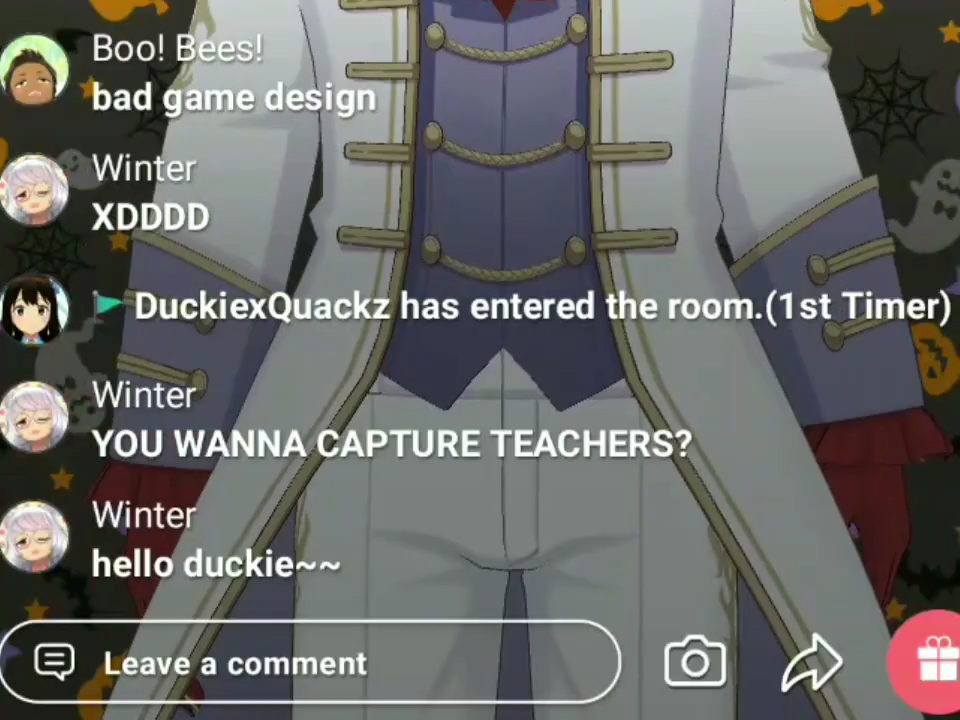 Boo! Bees!
bad game design
Winter
XDDDD
DuckiexQuackz has entered the room.(1st Timer)
Winter
YOU WANNA CAPTURE TEACHERS?
Winter
hello duckie~~
Leave a comment